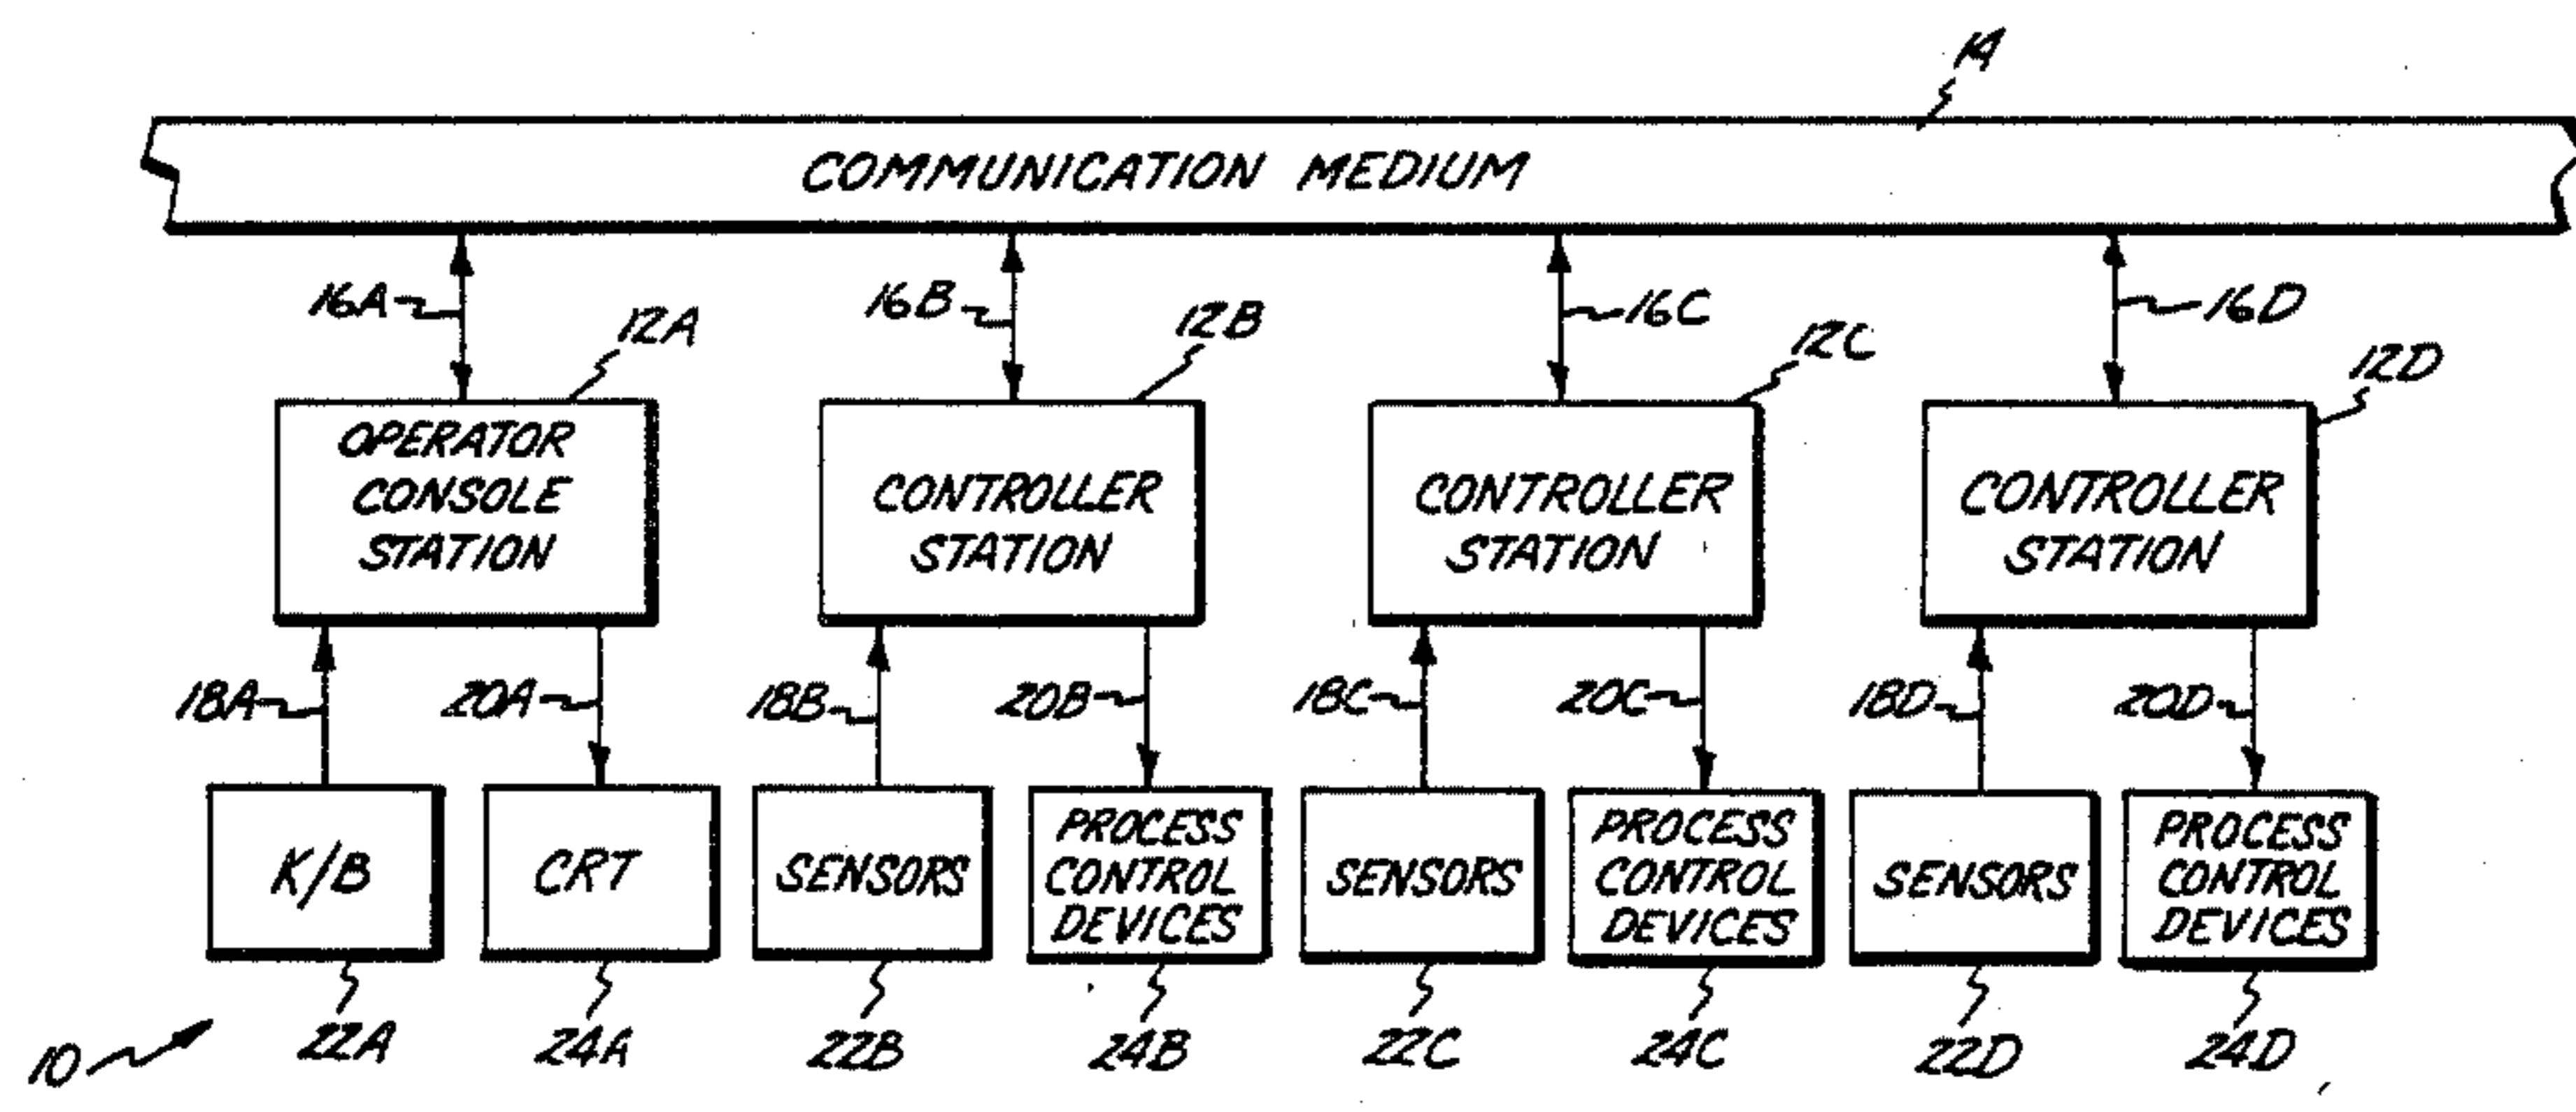 14
COMMUNICATION MEDIUM
16A
16B
16C
16D
12A
12B
12C
12D
OPERATOR
CONSOLE
STATION
CONTROLLER
STATION
CONTROLLER
STATION
CONTROLLER
STATION
18A
20A
18B
20B
18C
20C
18D
20D
K/B
CRT
SENSORS
PROCESS
CONTROL
DEVICES
SENSORS
PROCESS
CONTROL
DEVICES
SENSORS
PROCESS
CONTROL
DEVICES
10
22A
24A
22B
24B
22C
24C
22D
24D